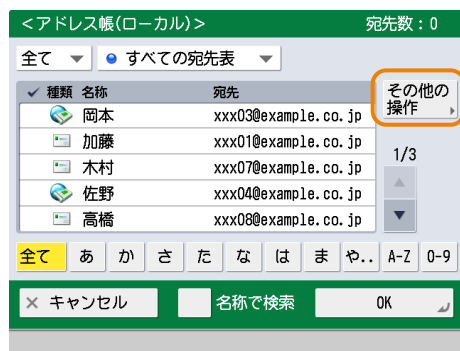 <アドレス帳(ローカル)> 宛先数:0
全て すべての宛先表
種類 名称 宛先
その他の
操作
岡本 xxx03@example.co.jp
加藤 xxx01@example.co.jp
木村 xxx07@example.co.jp
佐野 xxx04@example.co.jp
高橋 xxx08@example.co.jp
1/3
全て あ か さ た な は ま や.. A-Z 0-9
キャンセル 名称で検索 OK